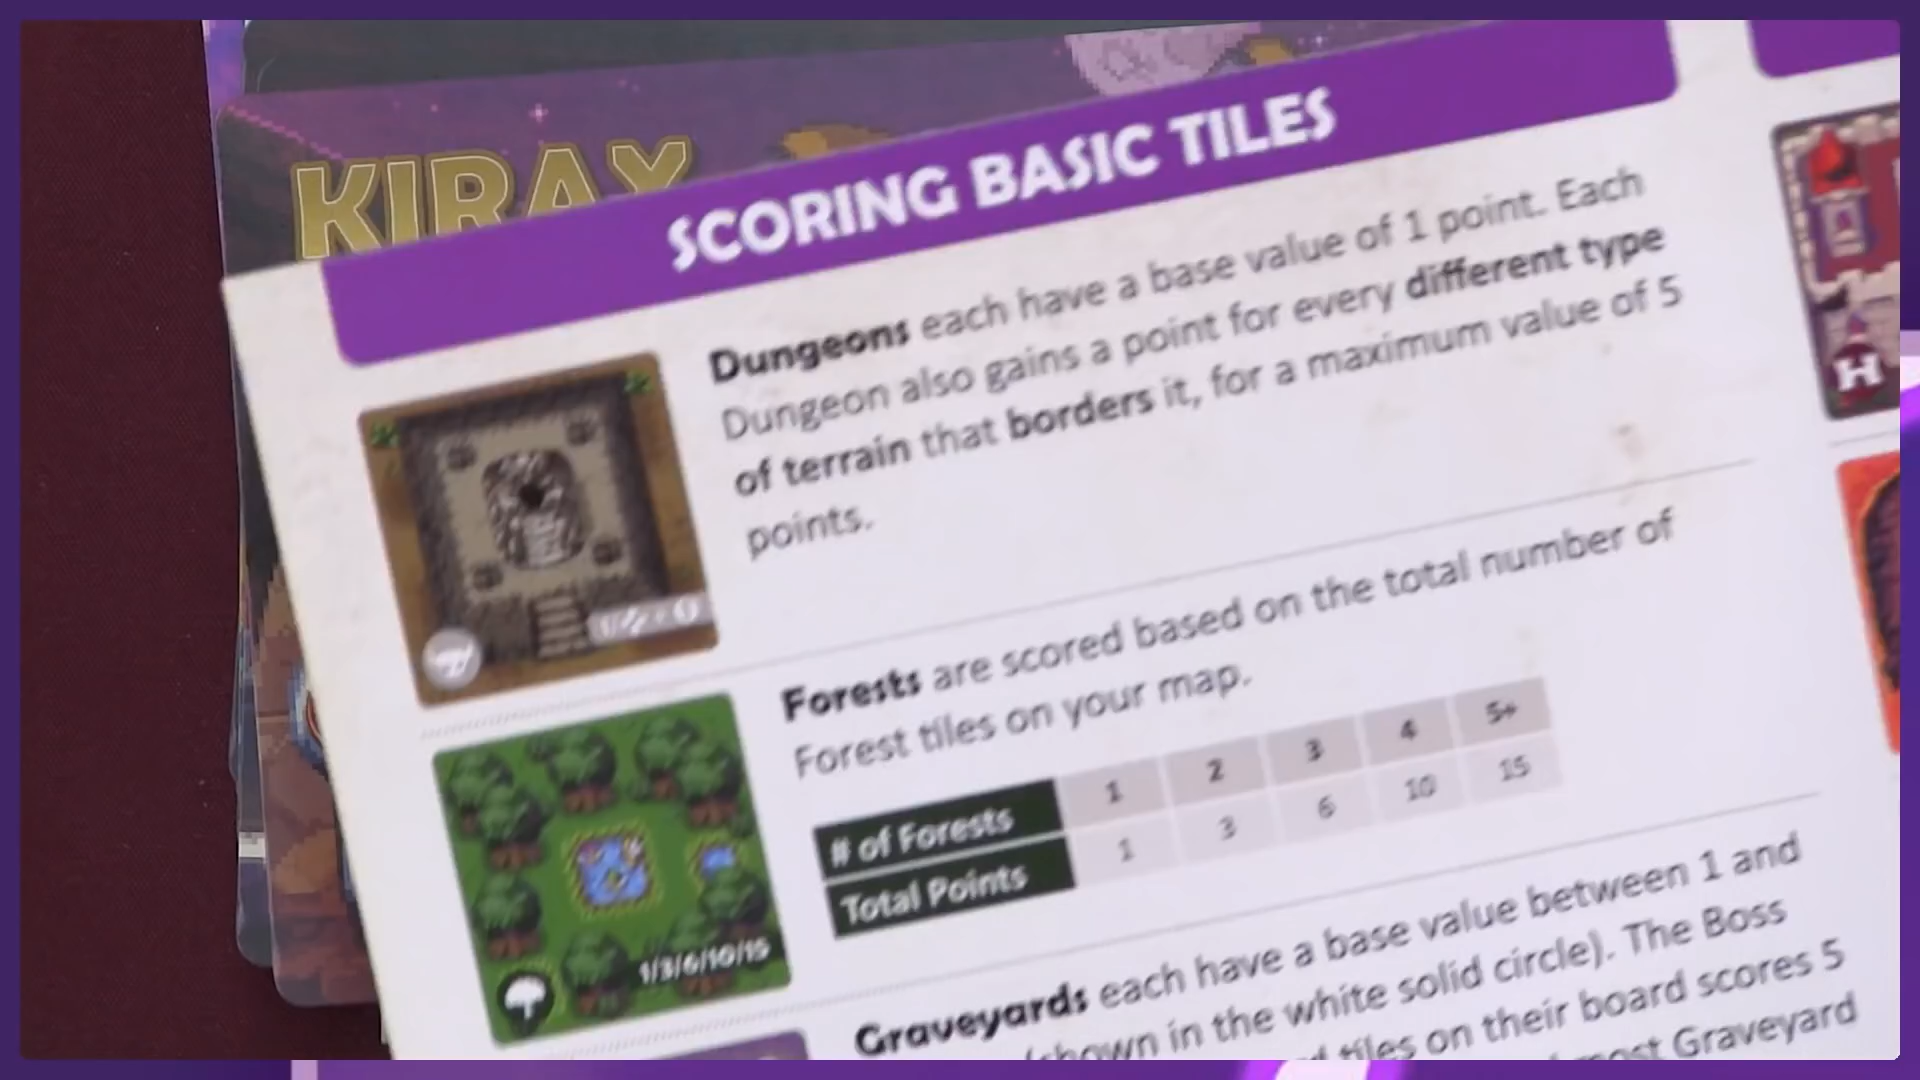 KIRAX
SCORING BASIC TILES
Dungeons each have a base value of 1 point. Each
Dungeon also gains a point for every different type
of terrain that borders it, for a maximum value of 5
points.
Forests are scored based on the total number of
Forest tiles on your map.
# of Forests 1 2 3 4 5+
Total Points 1 3 6 10 15
1/3/6/10/15
H
Graveyards each have a base value between 1 and
(shown in the white solid circle). The Boss
tiles on their board scores 5
most Graveyard